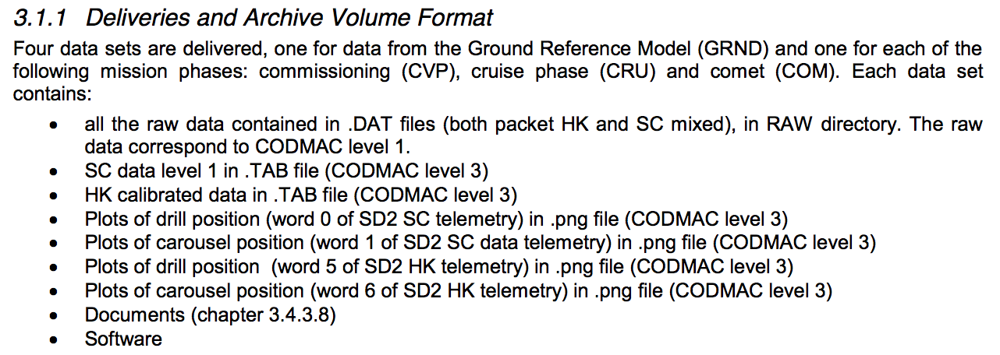 3.1.1 Deliveries and Archive Volume Format
Four data sets are delivered, one for data from the Ground Reference Model (GRND) and one for each of the
following mission phases: commissioning (CVP), cruise phase (CRU) and comet (COM). Each data set
contains:
• all the raw data contained in .DAT files (both packet HK and SC mixed), in RAW directory. The raw
data correspond to CODMAC level 1.
• SC data level 1 in .TAB file (CODMAC level 3)
• HK calibrated data in .TAB file (CODMAC level 3)
• Plots of drill position (word 0 of SD2 SC telemetry) in .png file (CODMAC level 3)
• Plots of carousel position (word 1 of SD2 SC data telemetry) in .png file (CODMAC level 3)
• Plots of drill position (word 5 of SD2 HK telemetry) in .png file (CODMAC level 3)
• Plots of carousel position (word 6 of SD2 HK telemetry) in .png file (CODMAC level 3)
• Documents (chapter 3.4.3.8)
• Software